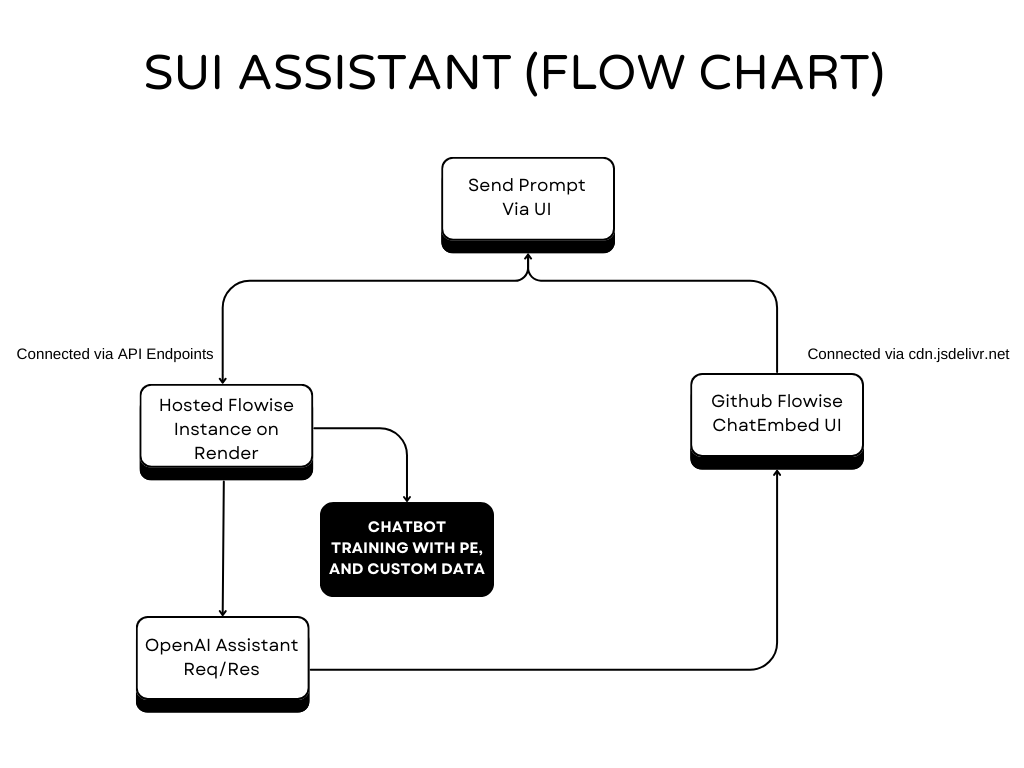 SUI ASSISTANT (FLOW CHART)
Send Prompt
Via UI
Connected via API Endpoints
Connected via cdn.jsdelivr.net
Hosted Flowise
Instance on
Render
Github Flowise
ChatEmbed UI
CHATBOT
TRAINING WITH PE,
AND CUSTOM DATA
OpenAI Assistant
Req/Res